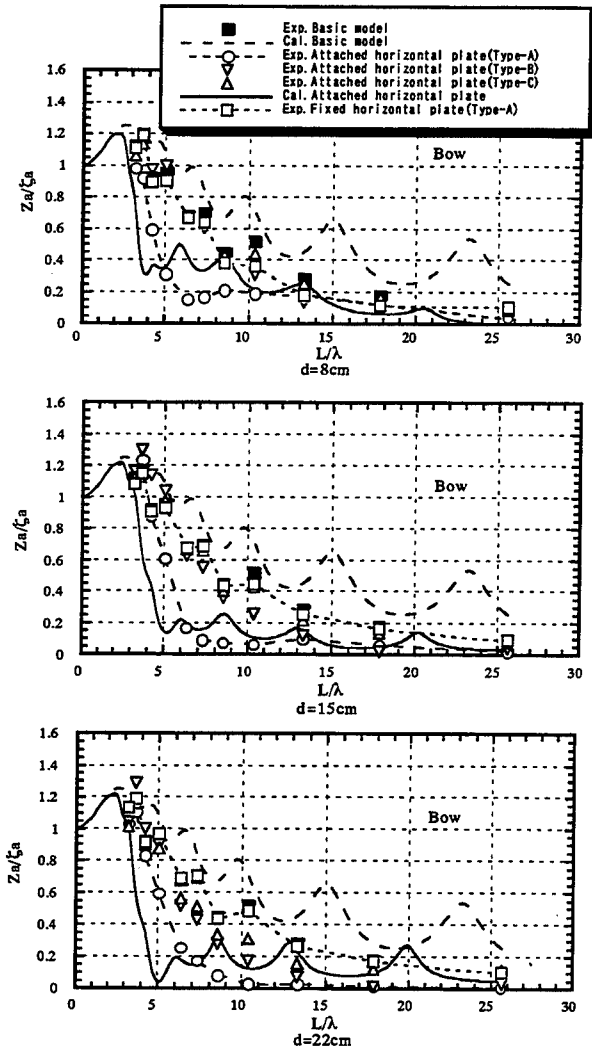 Exp. Basic model
Cal. Basic model
Exp. Attached horizontal plate(Type-A)
Exp. Attached horizontal plate(Type-B)
Exp. Attached horizontal plate(Type-C)
Cal. Attached horizontal plate
Exp. Fixed horizontal plate(Type-A)
1.6
1.4
1.2
1
0.8
0.6
0.4
0.2
0
Za/ζa
Bow
0 5 10 15 20 25 30
L/λ
d=8cm
1.6
1.4
1.2
1
0.8
0.6
0.4
0.2
0
Za/ζa
Bow
0 5 10 15 20 25 30
L/λ
d=15cm
1.6
1.4
1.2
1
0.8
0.6
0.4
0.2
0
Za/ζa
Bow
0 5 10 15 20 25 30
L/λ
d=22cm